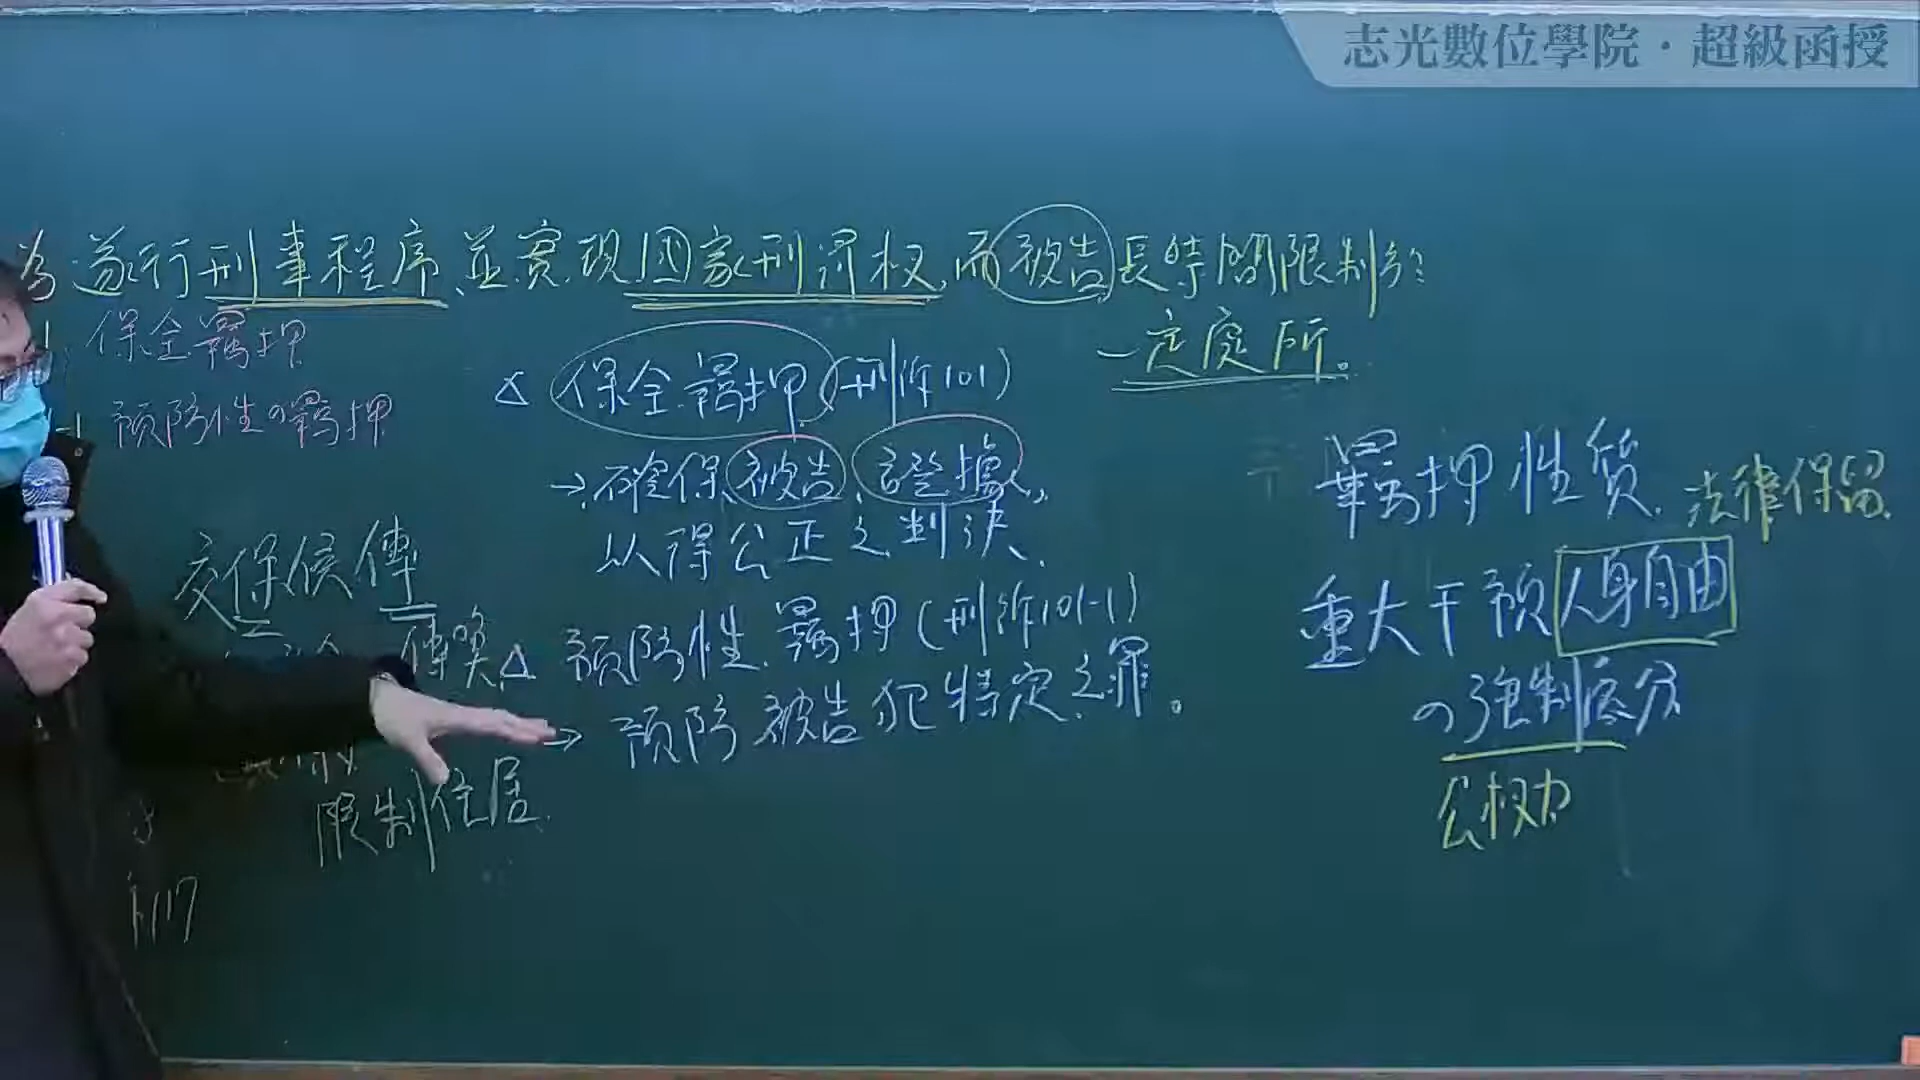 志光數位學院·超級函授
為遂行刑事程序、並實現国家刑罰权,而被告長時間限制於
一定處所。
保全羈押
預防性の羈押
△ 保全羈押(刑訴101)
→確保被告、證據,
以得公正之判決、
△ 預防性羈押(刑訴101-1)
→ 預防被告犯特定之罪。
交保候傳
傳喚
限制住居.
117
羈押性質. 法律保留.
重大干預人身自由
の強制處分
公权力